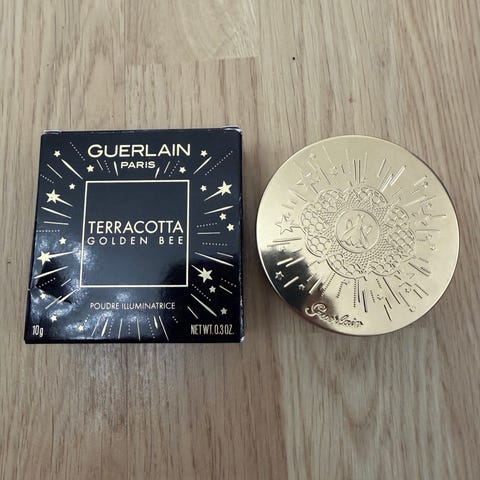 GUERLAIN
PARIS
TERRACOTTA
GOLDEN BEE
POUDRE ILLUMINATRICE
10g
NET WT. 0.3 OZ.
Guerlain